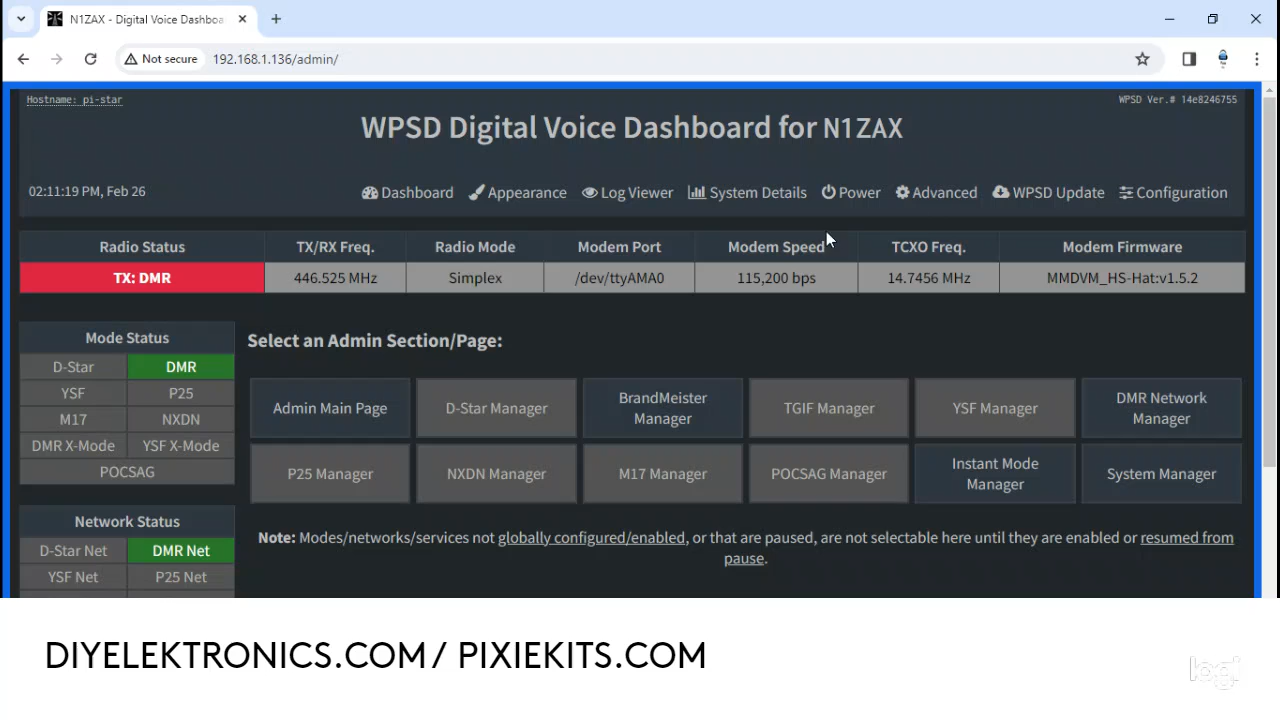 N1ZAX - Digital Voice Dashboa
Not secure
192.168.1.136/admin/
Hostname: pi-star
WPSD Ver.# 14e8246755
WPSD Digital Voice Dashboard for N1ZAX
02:11:19 PM, Feb 26
Dashboard Appearance Log Viewer System Details Power Advanced WPSD Update Configuration
Radio Status TX/RX Freq. Radio Mode Modem Port Modem Speed TCXO Freq. Modem Firmware
TX: DMR 446.525 MHz Simplex /dev/ttyAMA0 115,200 bps 14.7456 MHz MMDVM_HS-Hat:v1.5.2
Mode Status
D-Star DMR
YSF P25
M17 NXDN
DMR X-Mode YSF X-Mode
POCSAG
Network Status
D-Star Net DMR Net
YSF Net P25 Net
Select an Admin Section/Page:
Admin Main Page
D-Star Manager
BrandMeister
Manager
TGIF Manager
YSF Manager
DMR Network
Manager
P25 Manager
NXDN Manager
M17 Manager
POCSAG Manager
Instant Mode
Manager
System Manager
Note: Modes/networks/services not globally configured/enabled, or that are paused, are not selectable here until they are enabled or resumed from
pause.
DIYELEKTRONICS.COM / PIXIEKITS.COM
logi